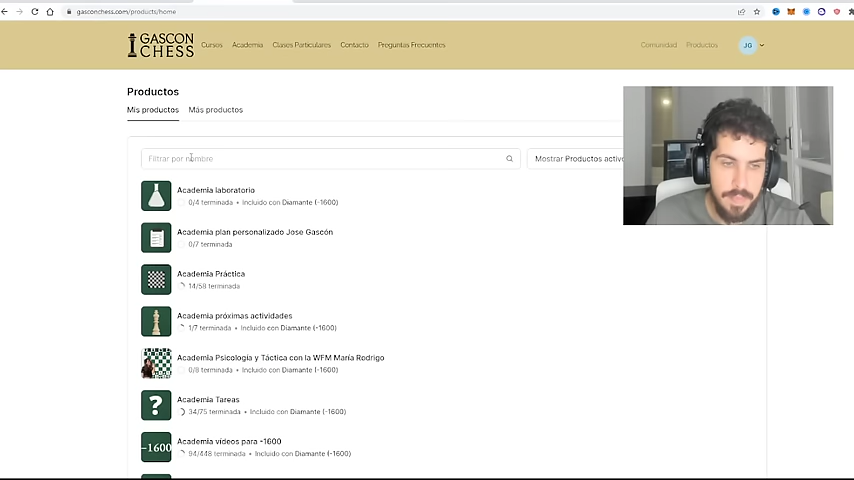 gasconchess.com/products/home
GASCON
CHESS
Cursos Academia Clases Particulares Contacto Preguntas Frecuentes
Comunidad Productos JG
Productos
Mis productos Más productos
Filtrar por nombre
Mostrar Productos activo
Academia laboratorio
0/4 terminada • Incluido con Diamante (-1600)
Academia plan personalizado Jose Gascón
0/7 terminada
Academia Práctica
14/58 terminada
Academia próximas actividades
1/7 terminada • Incluido con Diamante (-1600)
Academia Psicología y Táctica con la WFM María Rodrigo
0/8 terminada • Incluido con Diamante (-1600)
?
Academia Tareas
34/75 terminada • Incluido con Diamante (-1600)
-1600
Academia vídeos para -1600
94/448 terminada • Incluido con Diamante (-1600)